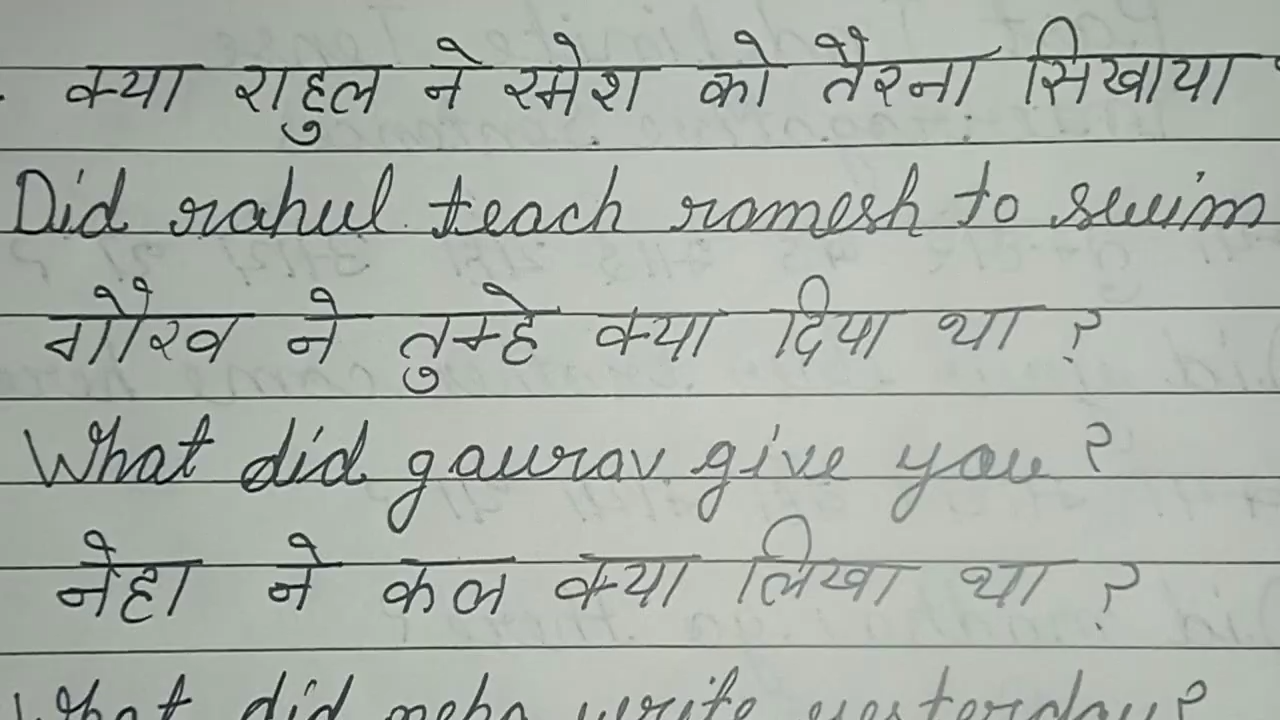 क्या राहुल ने रमेश को तैरना सिखाया
Did rahul teach ramesh to swim
गौरव ने तुम्हे क्या दिया था ?
What did gaurav give you ?
नेहा ने कल क्या लिखा था ?
What did neha write yesterday?